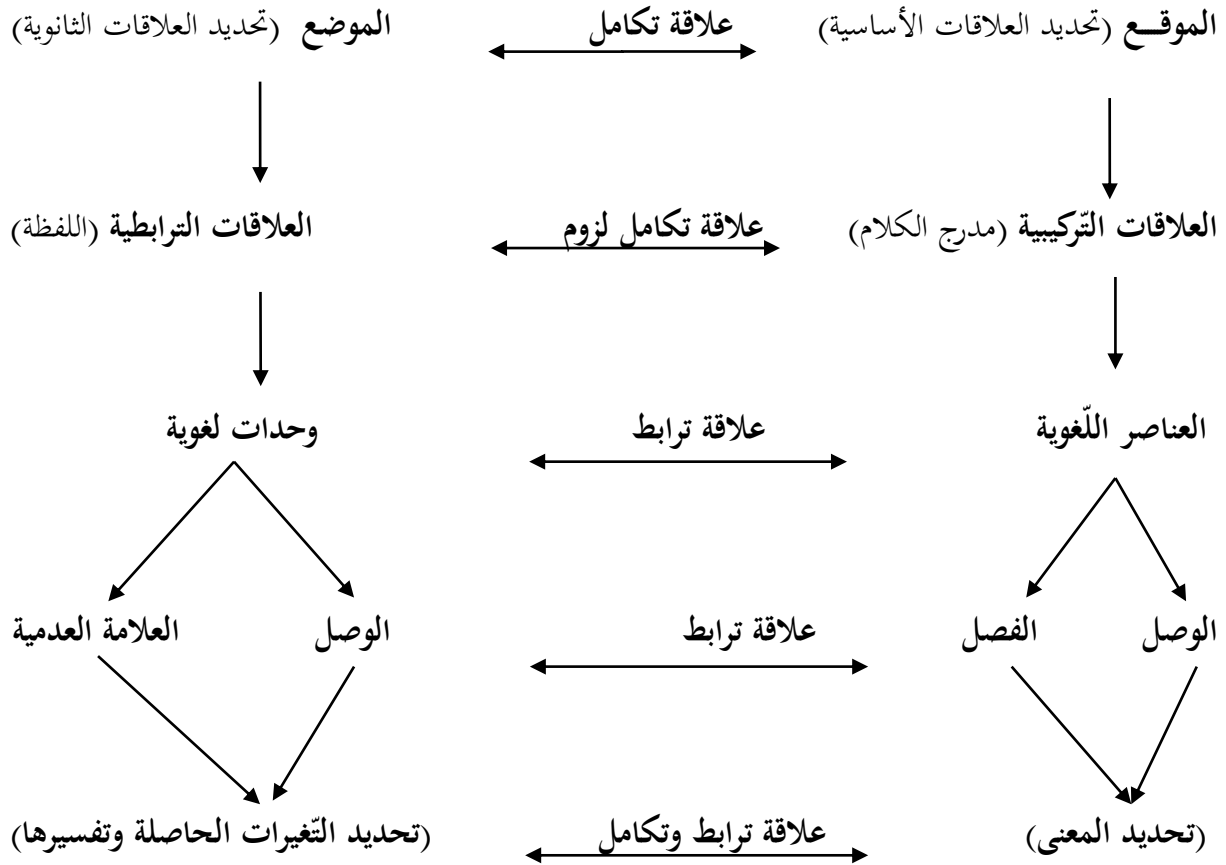 الموقـــع (تحديد العلاقات الأساسية) علاقة تكامل الموضع (تحديد العلاقات الثانوية)
العلاقات التّركيبية (مدرج الكلام) علاقة تكامل لزوم العلاقات الترابطية (اللفظة)
العناصر اللّغوية علاقة ترابط وحدات لغوية
الوصل الفصل علاقة ترابط الوصل العلامة العدمية
(تحديد المعنى) علاقة ترابط وتكامل (تحديد التّغيرات الحاصلة وتفسيرها)